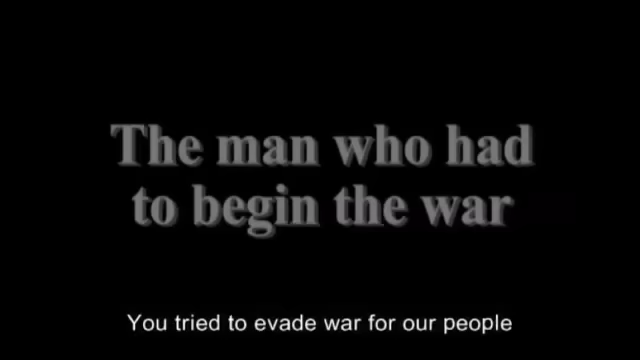 The man who had
to begin the war
You tried to evade war for our people